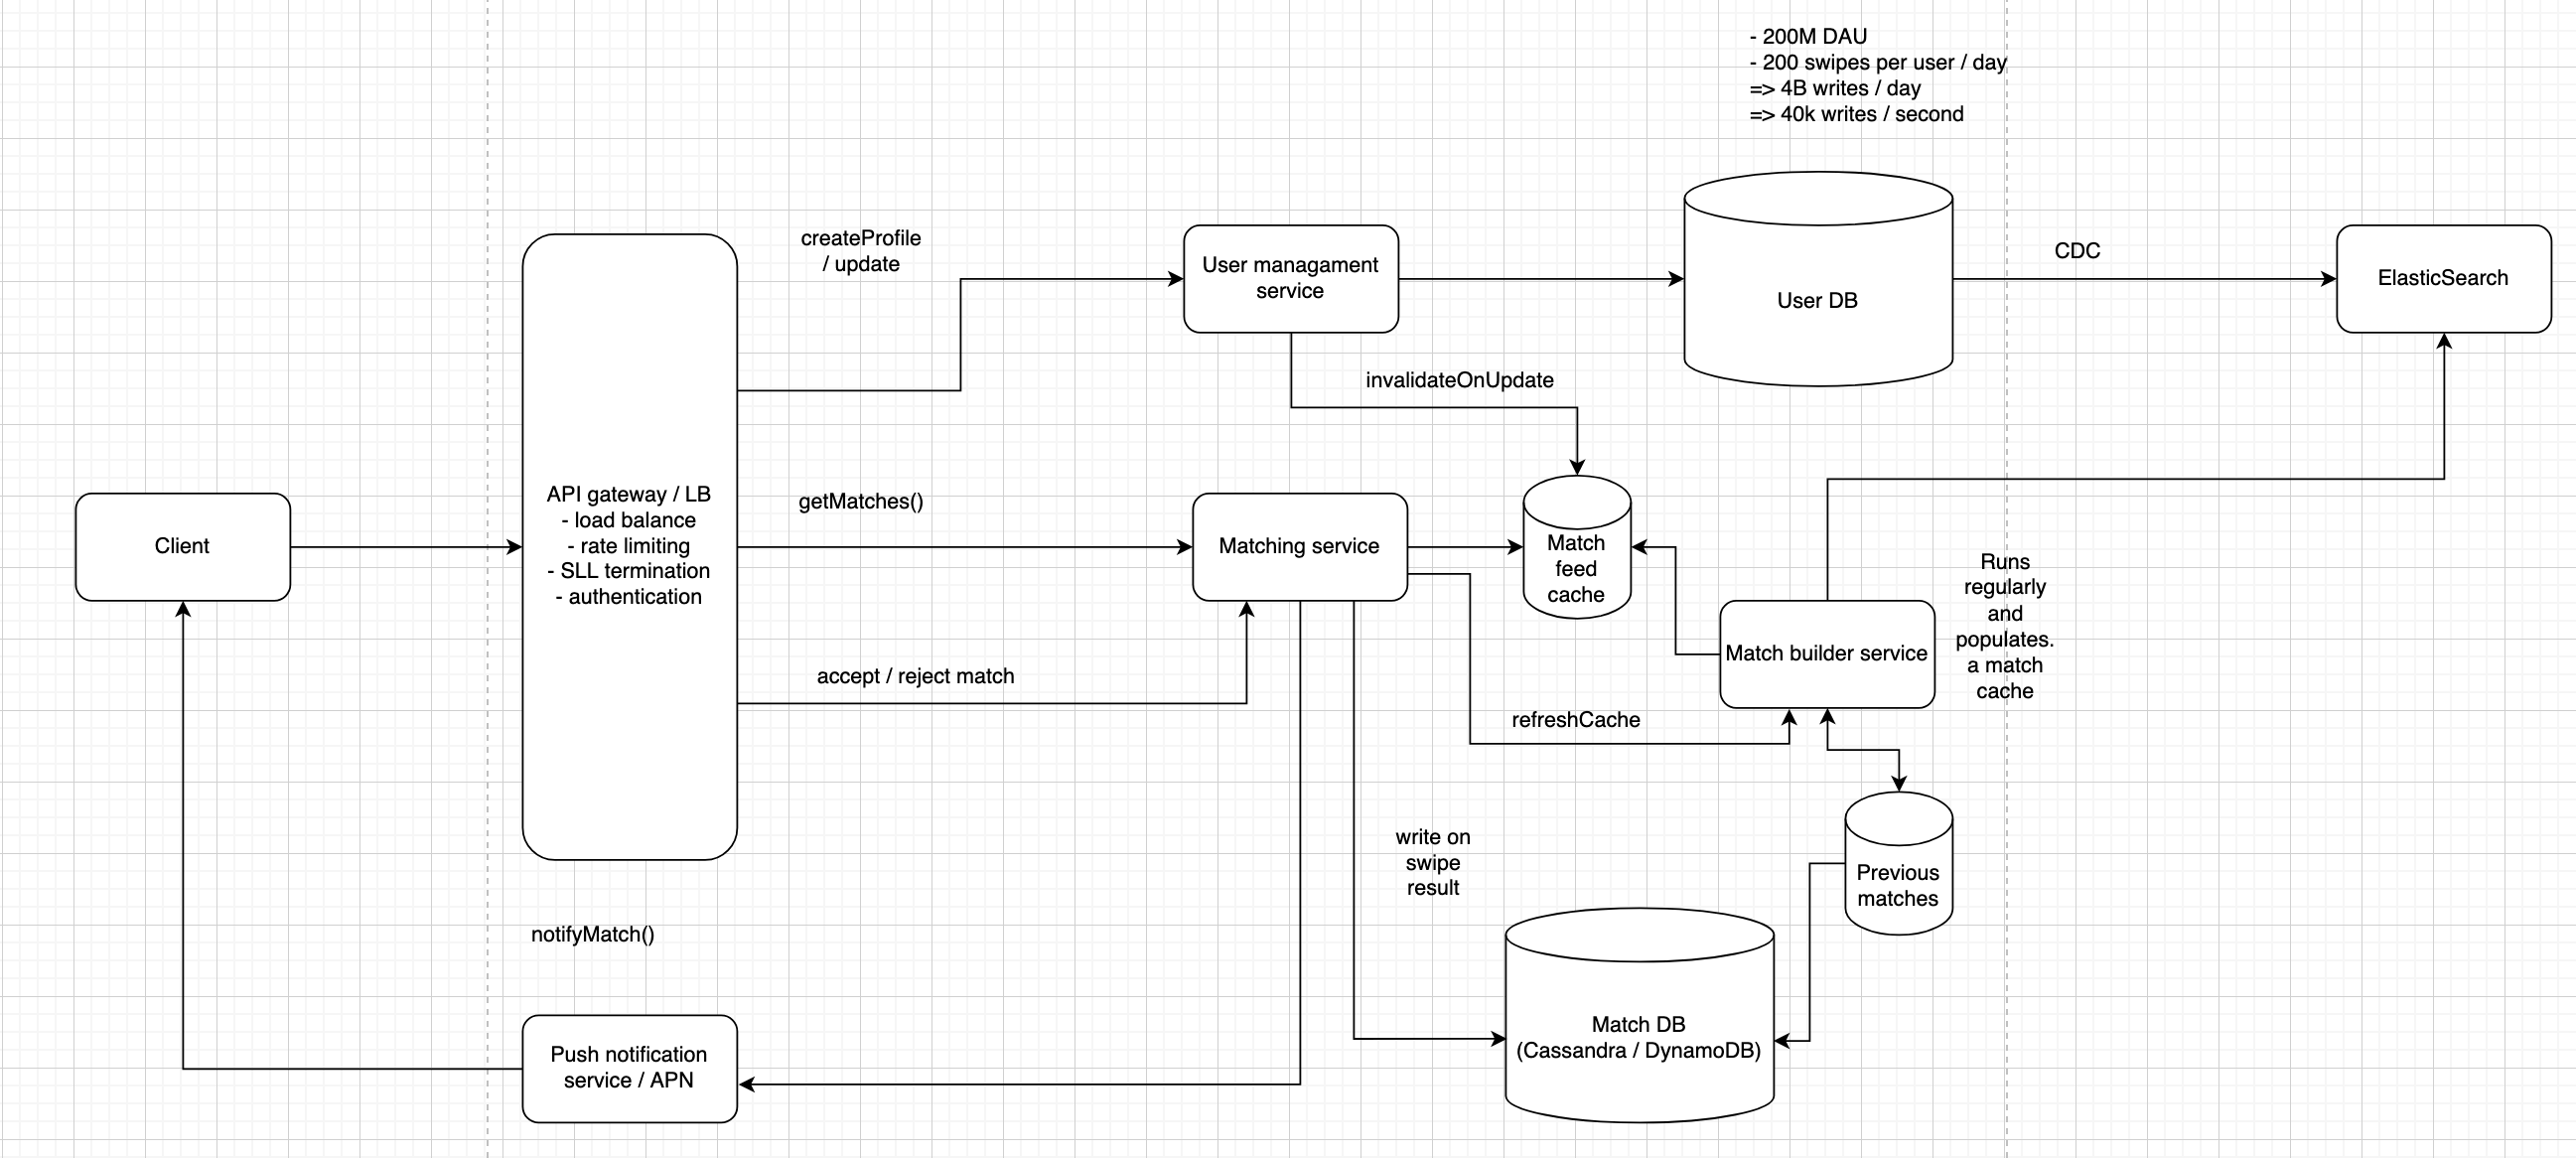 - 200M DAU
- 200 swipes per user / day
=> 4B writes / day
=> 40k writes / second
createProfile
/ update
User managament
service
User DB
CDC
ElasticSearch
invalidateOnUpdate
Client
API gateway / LB
- load balance
- rate limiting
- SLL termination
- authentication
getMatches()
Matching service
Match
feed
cache
Match builder service
Runs
regularly
and
populates.
a match
cache
accept / reject match
refreshCache
write on
swipe
result
Previous
matches
notifyMatch()
Push notification
service / APN
Match DB
(Cassandra / DynamoDB)